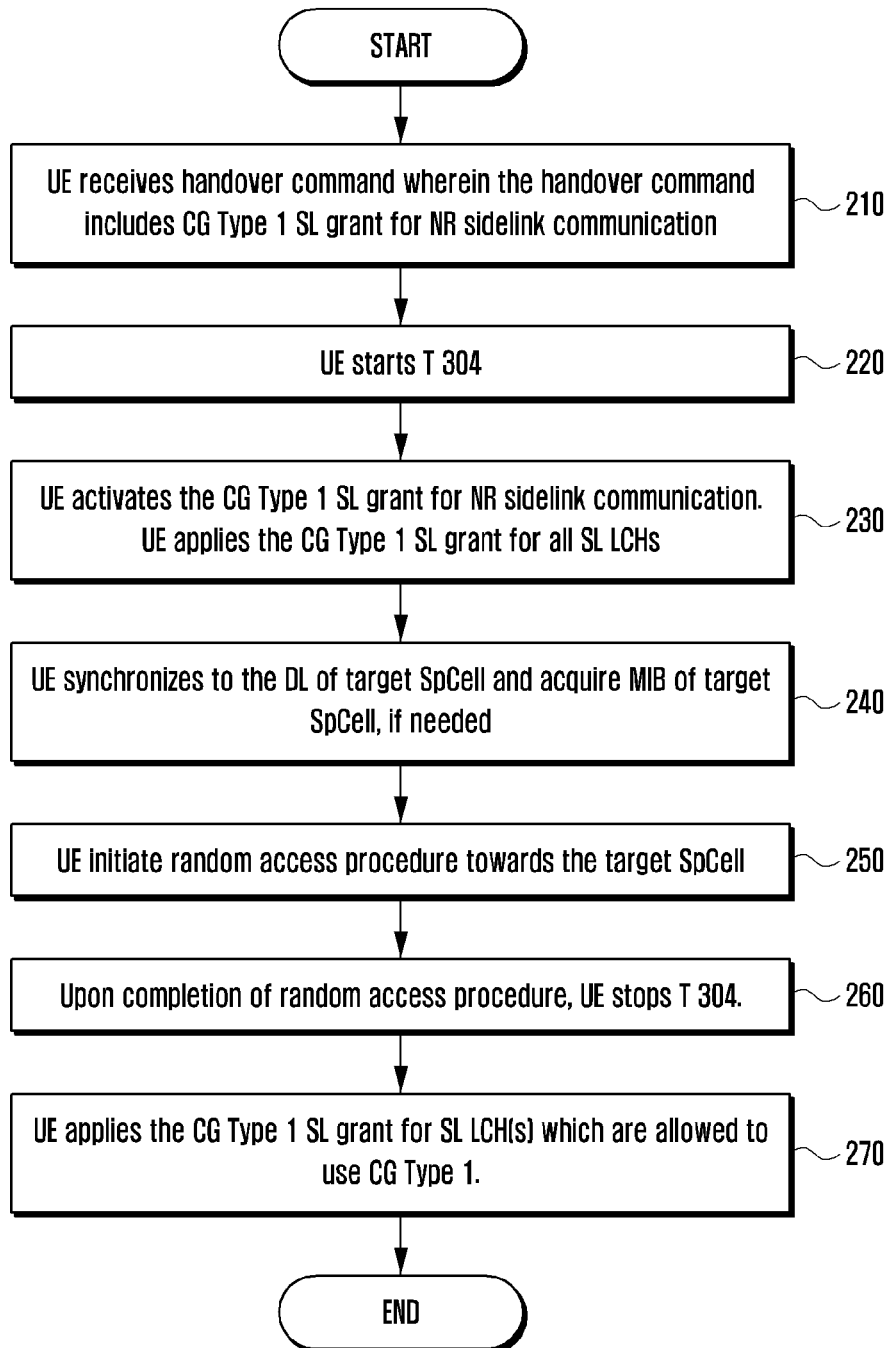 START
UE receives handover command wherein the handover command
includes CG Type 1 SL grant for NR sidelink communication
210
UE starts T 304
220
UE activates the CG Type 1 SL grant for NR sidelink communication.
UE applies the CG Type 1 SL grant for all SL LCHs
230
UE synchronizes to the DL of target SpCell and acquire MIB of target
SpCell, if needed
240
UE initiate random access procedure towards the target SpCell
250
Upon completion of random access procedure, UE stops T 304.
260
UE applies the CG Type 1 SL grant for SL LCH(s) which are allowed to
use CG Type 1.
270
END